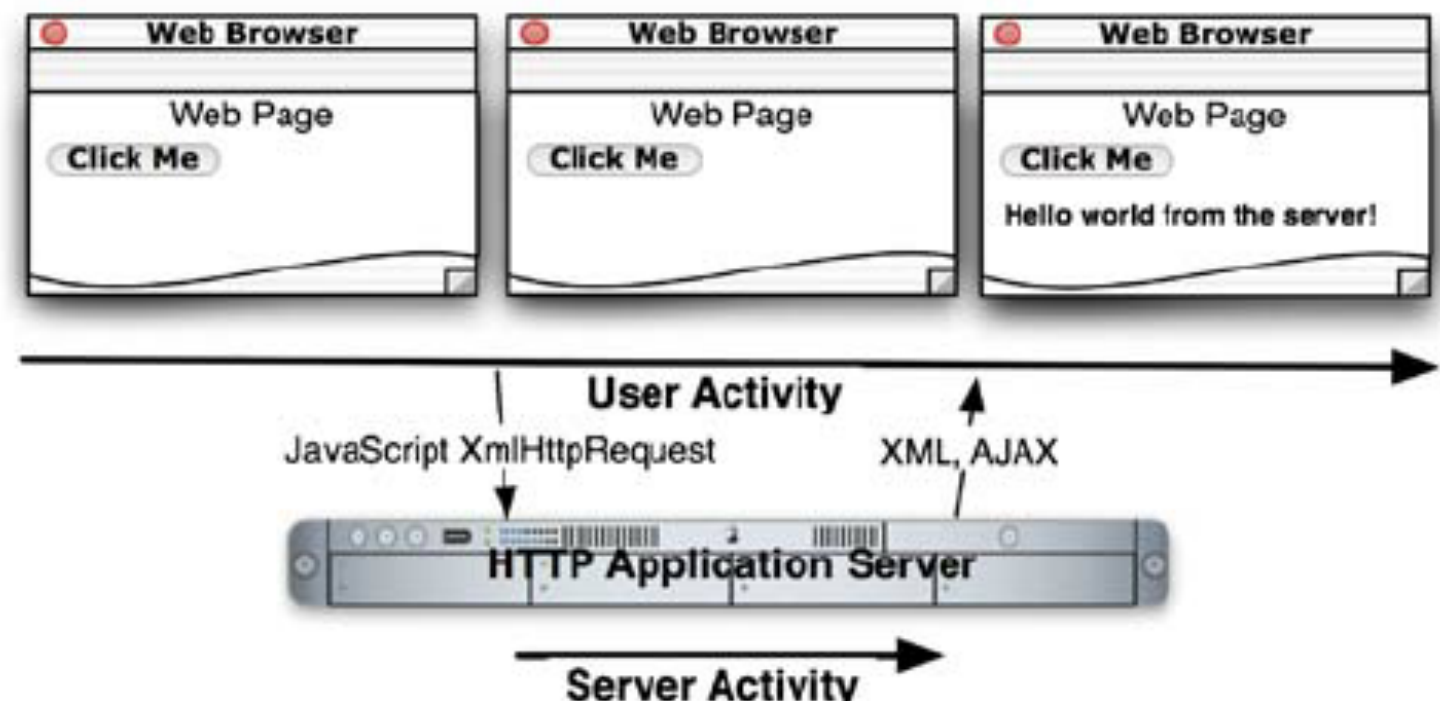 Web Browser
Web Page
Click Me
Web Browser
Web Page
Click Me
Web Browser
Web Page
Click Me
Hello world from the server!
User Activity
JavaScript XmlHttpRequest
XML, AJAX
HTTP Application Server
Server Activity